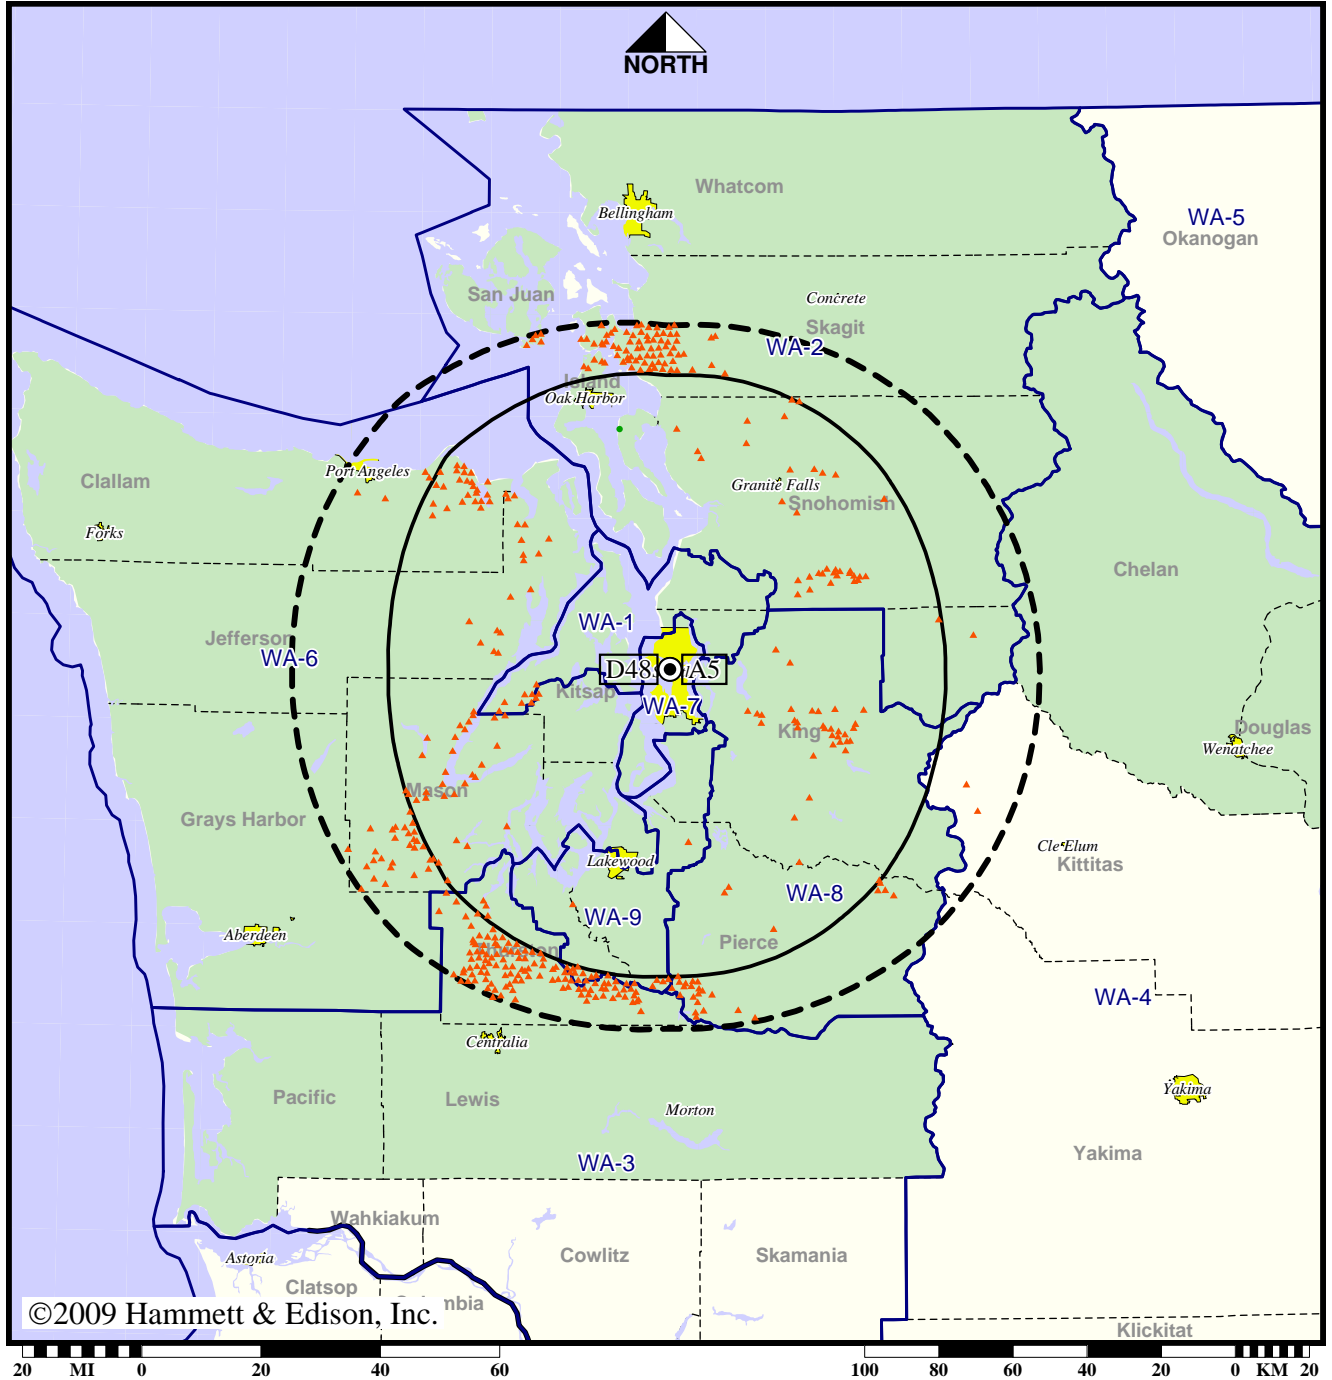 NORTH
Whatcom
Bellingham
WA-5
Okanogan
San Juan
Concrete
Skagit
WA-2
Island
Oak Harbor
Port Angeles
Clallam
Granite Falls
Snohomish
Forks
Chelan
WA-1
Jefferson
WA-6
D48
A5
Kitsap
WA-7
King
Douglas
Wenatchee
Mason
Grays Harbor
Cle Elum
Kittitas
Lakewood
WA-8
WA-9
Aberdeen
Thurston
Pierce
WA-4
Centralia
Pacific
Lewis
Morton
Yakima
Yakima
WA-3
Wahkiakum
Astoria
Cowlitz
Skamania
Clatsop
mbia
©2009 Hammett & Edison, Inc.
Klickitat
20 MI 0 20 40 60 100 80 60 40 20 0 KM 20